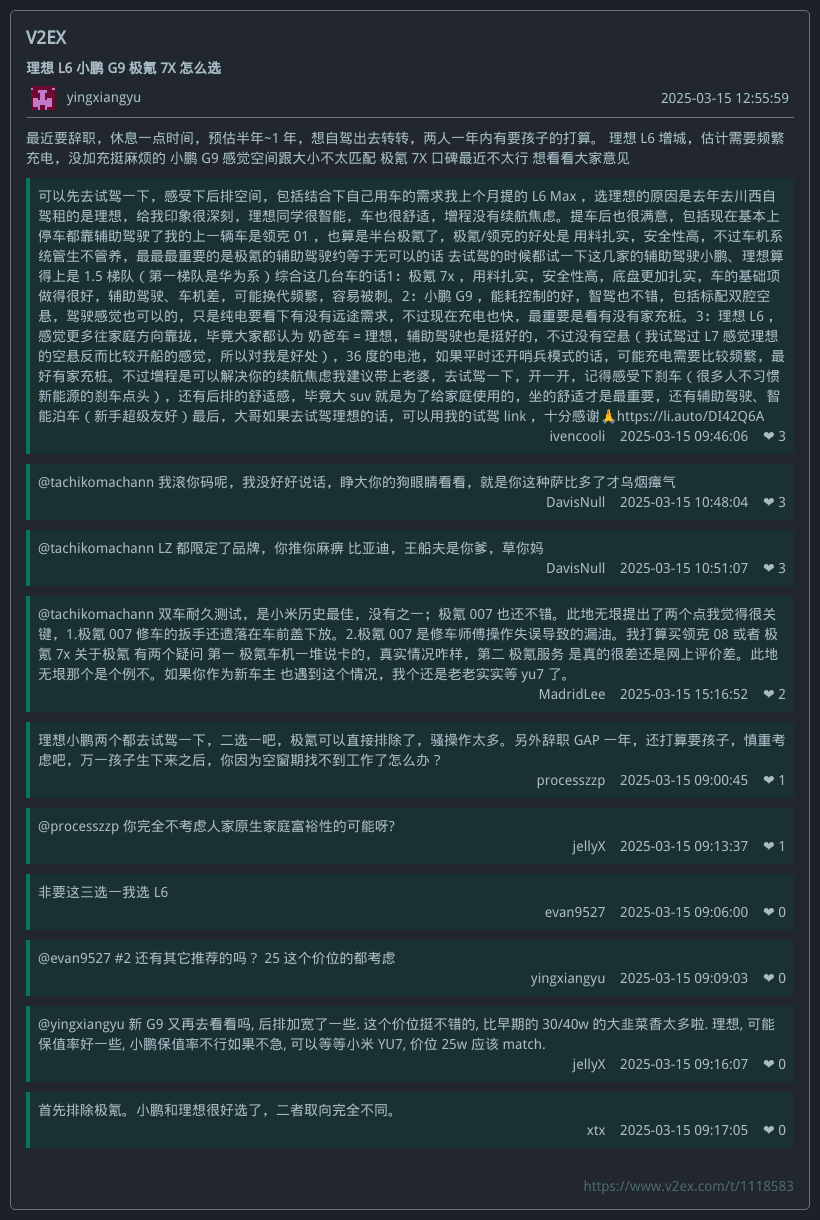 V2EX
理想 L6 小鹏 G9 极氪 7X 怎么选
yingxiangyu 2025-03-15 12:55:59
最近要辞职，休息一点时间，预估半年~1 年，想自驾出去转转，两人一年内有要孩子的打算。 理想 L6 增城，估计需要频繁
充电，没加充挺麻烦的 小鹏 G9 感觉空间跟大小不太匹配 极氪 7X 口碑最近不太行 想看看大家意见
可以先去试驾一下，感受下后排空间，包括结合下自己用车的需求我上个月提的 L6 Max ，选理想的原因是去年去川西自
驾租的是理想，给我印象很深刻，理想同学很智能，车也很舒适，增程没有续航焦虑。提车后也很满意，包括现在基本上
停车都靠辅助驾驶了我的上一辆车是领克 01 ，也算是半台极氪了，极氪/领克的好处是 用料扎实，安全性高，不过车机系
统管生不管养，最最最重要的是极氪的辅助驾驶约等于无可以的话 去试驾的时候都试一下这几家的辅助驾驶小鹏、理想算
得上是 1.5 梯队（第一梯队是华为系）综合这几台车的话1：极氪 7x ，用料扎实，安全性高，底盘更加扎实，车的基础项
做得很好，辅助驾驶、车机差，可能换代频繁，容易被刺。2：小鹏 G9 ，能耗控制的好，智驾也不错，包括标配双腔空
悬，驾驶感觉也可以的，只是纯电要看下有没有远途需求，不过现在充电也快，最重要是看有没有家充桩。3：理想 L6 ，
感觉更多往家庭方向靠拢，毕竟大家都认为 奶爸车 = 理想，辅助驾驶也是挺好的，不过没有空悬（我试驾过 L7 感觉理想
的空悬反而比较开船的感觉，所以对我是好处），36 度的电池，如果平时还开哨兵模式的话，可能充电需要比较频繁，最
好有家充桩。不过增程是可以解决你的续航焦虑我建议带上老婆，去试驾一下，开一开，记得感受下刹车（很多人不习惯
新能源的刹车点头），还有后排的舒适感，毕竟大 suv 就是为了给家庭使用的，坐的舒适才是最重要，还有辅助驾驶、智
能泊车（新手超级友好）最后，大哥如果去试驾理想的话，可以用我的试驾 link ，十分感谢🙏https://li.auto/DI42Q6A
ivencooli 2025-03-15 09:46:06 ❤ 3
@tachikomachann 我滚你码呢，我没好好说话，睁大你的狗眼睛看看，就是你这种萨比多了才乌烟瘴气
DavisNull 2025-03-15 10:48:04 ❤ 3
@tachikomachann LZ 都限定了品牌，你推你麻痹 比亚迪，王船夫是你爹，草你妈
DavisNull 2025-03-15 10:51:07 ❤ 3
@tachikomachann 双车耐久测试，是小米历史最佳，没有之一；极氪 007 也还不错。此地无垠提出了两个点我觉得很关
键，1.极氪 007 修车的扳手还遗落在车前盖下放。2.极氪 007 是修车师傅操作失误导致的漏油。我打算买领克 08 或者 极
氪 7x 关于极氪 有两个疑问 第一 极氪车机一堆说卡的，真实情况咋样，第二 极氪服务 是真的很差还是网上评价差。此地
无垠那个是个例不。如果你作为新车主 也遇到这个情况，我个还是老老实实等 yu7 了。
MadridLee 2025-03-15 15:16:52 ❤ 2
理想小鹏两个都去试驾一下，二选一吧，极氪可以直接排除了，骚操作太多。另外辞职 GAP 一年，还打算要孩子，慎重考
虑吧，万一孩子生下来之后，你因为空窗期找不到工作了怎么办？
processzzp 2025-03-15 09:00:45 ❤ 1
@processzzp 你完全不考虑人家原生家庭富裕性的可能呀?
jellyX 2025-03-15 09:13:37 ❤ 1
非要这三选一我选 L6
evan9527 2025-03-15 09:06:00 ❤ 0
@evan9527 #2 还有其它推荐的吗？ 25 这个价位的都考虑
yingxiangyu 2025-03-15 09:09:03 ❤ 0
@yingxiangyu 新 G9 又再去看看吗, 后排加宽了一些. 这个价位挺不错的, 比早期的 30/40w 的大韭菜香太多啦. 理想, 可能
保值率好一些, 小鹏保值率不行如果不急, 可以等等小米 YU7, 价位 25w 应该 match.
jellyX 2025-03-15 09:16:07 ❤ 0
首先排除极氪。小鹏和理想很好选了，二者取向完全不同。
xtx 2025-03-15 09:17:05 ❤ 0
https://www.v2ex.com/t/1118583